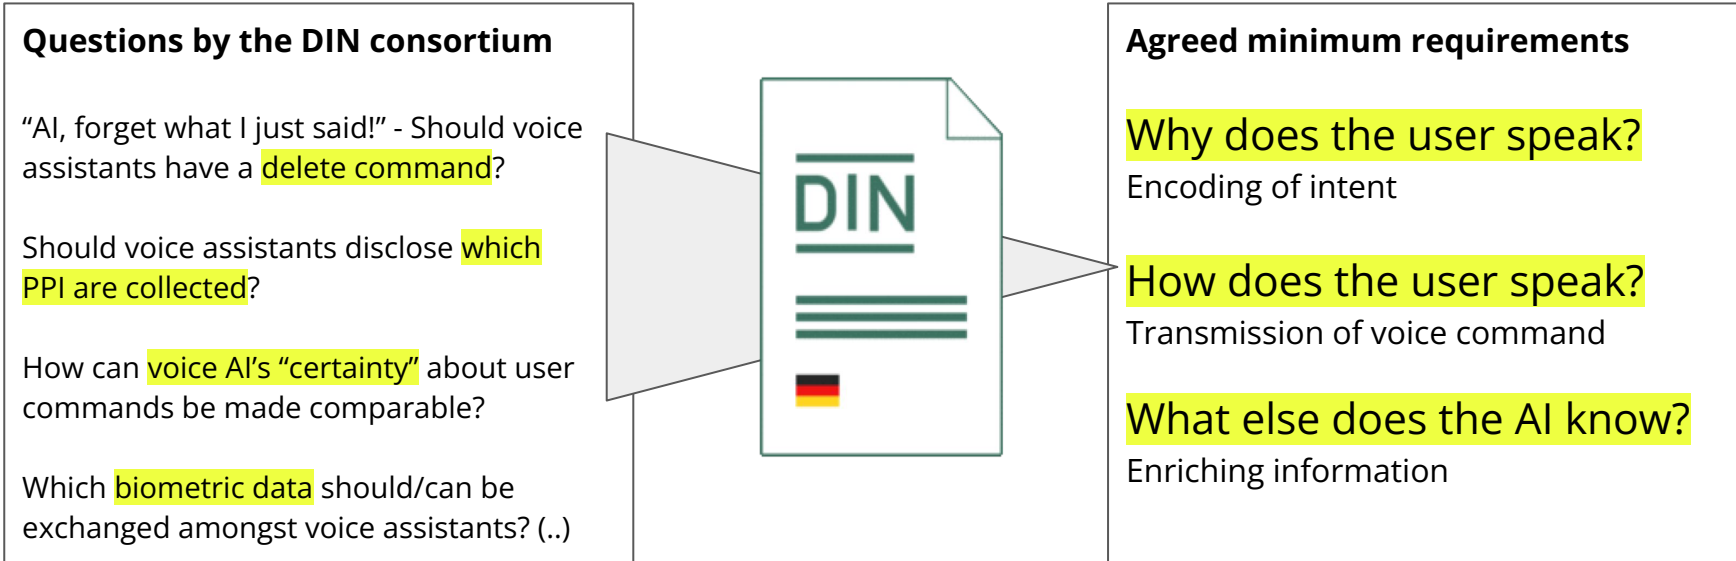 Questions by the DIN consortium
“AI, forget what I just said!” - Should voice
assistants have a delete command?
Should voice assistants disclose which
PPI are collected?
How can voice AI’s “certainty” about user
commands be made comparable?
Which biometric data should/can be
exchanged amongst voice assistants? (..)
DIN
Agreed minimum requirements
Why does the user speak?
Encoding of intent
How does the user speak?
Transmission of voice command
What else does the AI know?
Enriching information